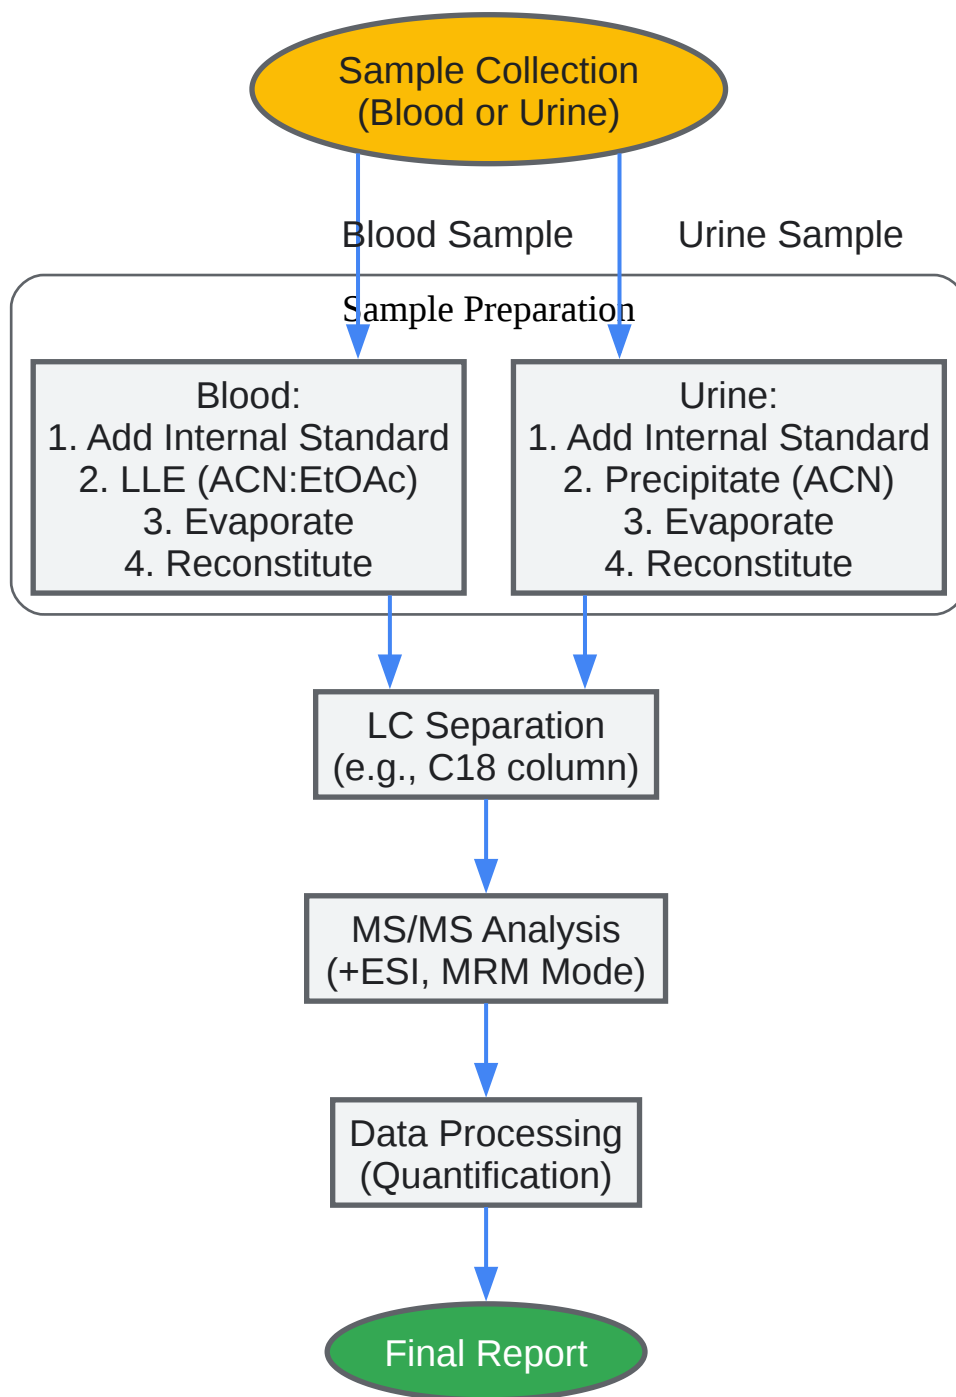 Sample Collection
(Blood or Urine)
Blood Sample
Urine Sample
Sample Preparation
Blood:
1. Add Internal Standard
2. LLE (ACN:EtOAc)
3. Evaporate
4. Reconstitute
Urine:
1. Add Internal Standard
2. Precipitate (ACN)
3. Evaporate
4. Reconstitute
LC Separation
(e.g., C18 column)
MS/MS Analysis
(+ESI, MRM Mode)
Data Processing
(Quantification)
Final Report